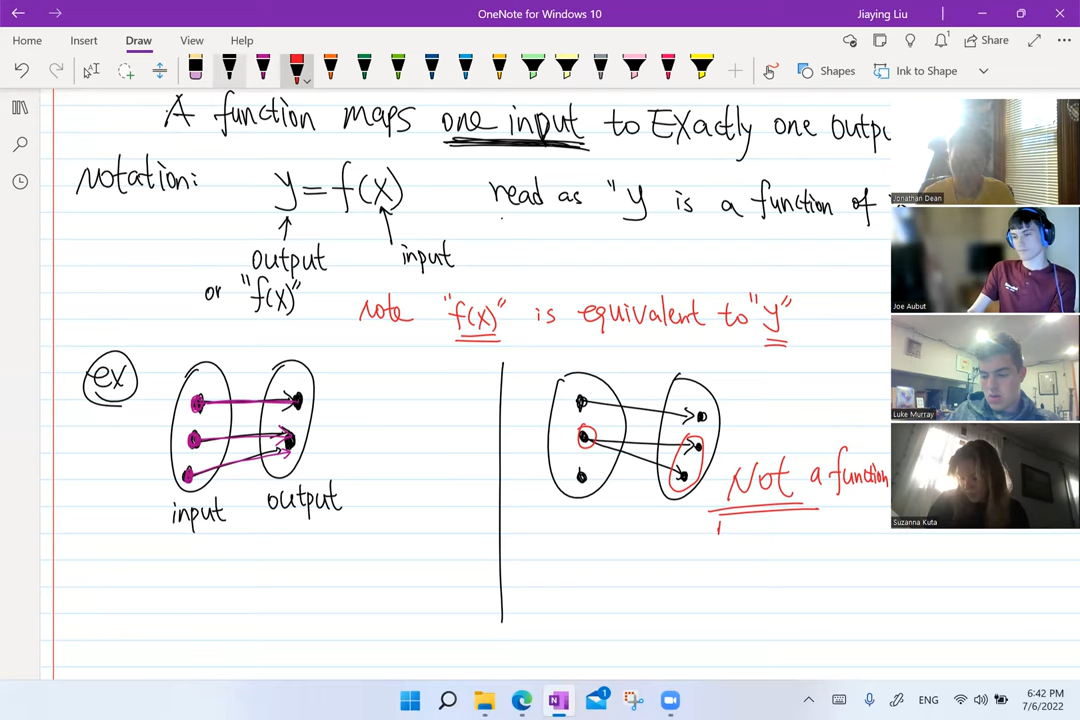 OneNote for Windows 10
Jiaying Liu
Home Insert Draw View Help
Share
Shapes
Ink to Shape
A function maps one input to EXactly one outpu
Notation: y = f(x) read as "y is a function of
output input
or "f(x)"
Note "f(x)" is equivalent to "y"
ex
input output
NOT a function
Jonathan Dean
Joe Aubut
Luke Murray
Suzanna Kuta
1
ENG
6:42 PM
7/6/2022